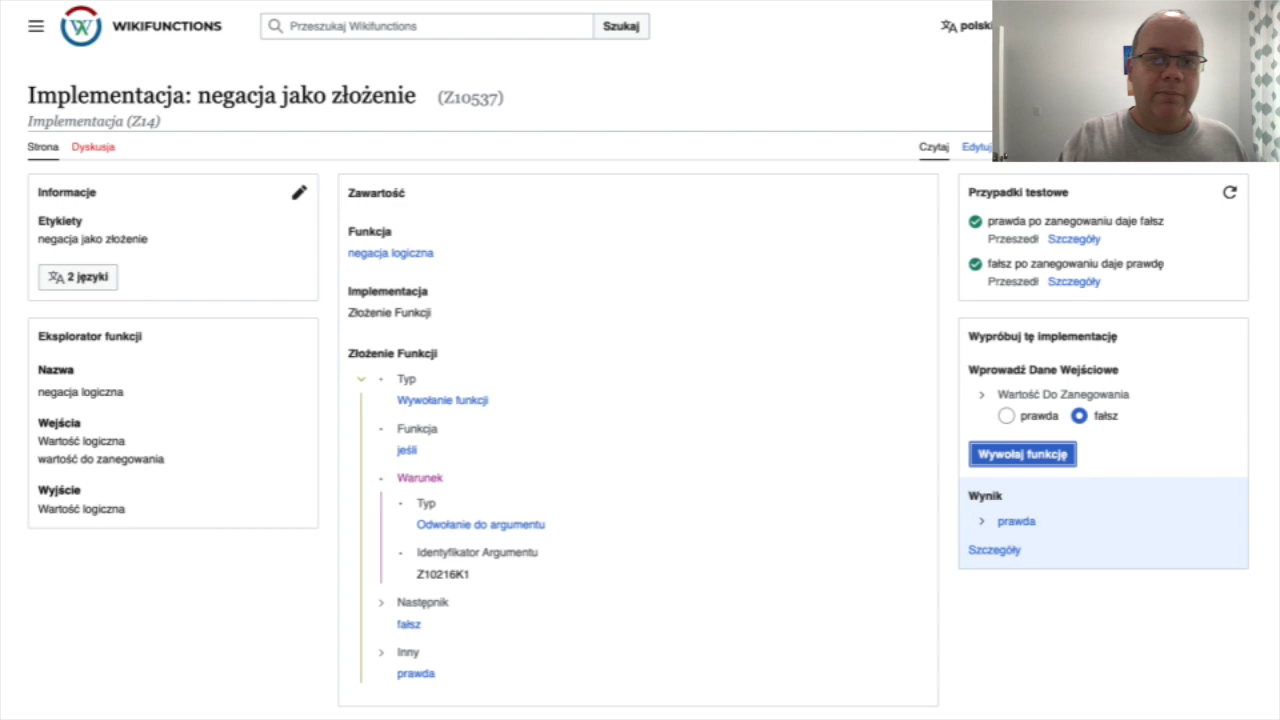 WIKIFUNCTIONS
Przeszukaj Wikifunctions
Szukaj
polski
Implementacja: negacja jako złożenie (Z10537)
Implementacja (Z14)
Strona
Dyskusja
Czytaj
Edytuj
Informacje
Etykiety
negacja jako złożenie
2 języki
Eksplorator funkcji
Nazwa
negacja logiczna
Wejścia
Wartość logiczna
wartość do zanegowania
Wyjście
Wartość logiczna
Zawartość
Funkcja
negacja logiczna
Implementacja
Złożenie Funkcji
Złożenie Funkcji
Typ
Wywołanie funkcji
Funkcja
jeśli
Warunek
Typ
Odwołanie do argumentu
Identyfikator Argumentu
Z10216K1
Następnik
fałsz
Inny
prawda
Przypadki testowe
prawda po zanegowaniu daje fałsz
Przeszedł Szczegóły
fałsz po zanegowaniu daje prawdę
Przeszedł Szczegóły
Wypróbuj tę implementację
Wprowadź Dane Wejściowe
Wartość Do Zanegowania
prawda fałsz
Wywołaj funkcję
Wynik
prawda
Szczegóły